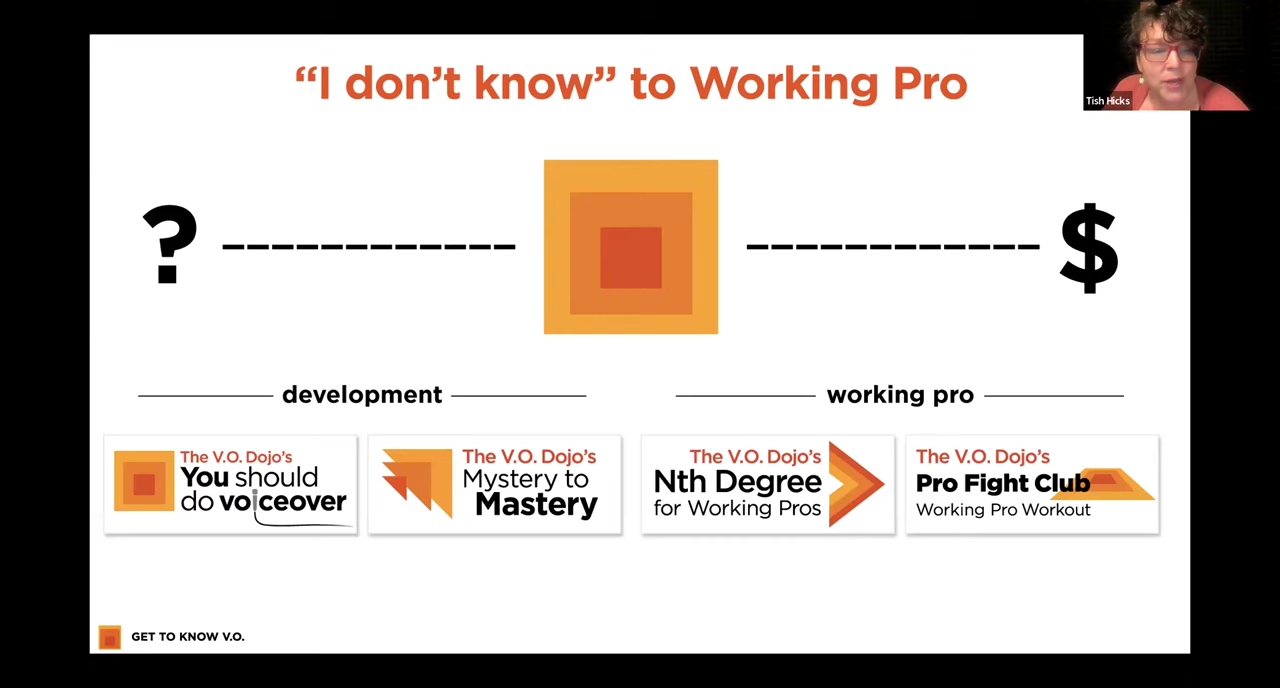 “I don’t know” to Working Pro
Tish Hicks
? ------------ ------------ $
development
working pro
The V.O. Dojo’s
You should
do voiceover
The V.O. Dojo’s
Mystery to
Mastery
The V.O. Dojo’s
Nth Degree
for Working Pros
The V.O. Dojo’s
Pro Fight Club
Working Pro Workout
GET TO KNOW V.O.